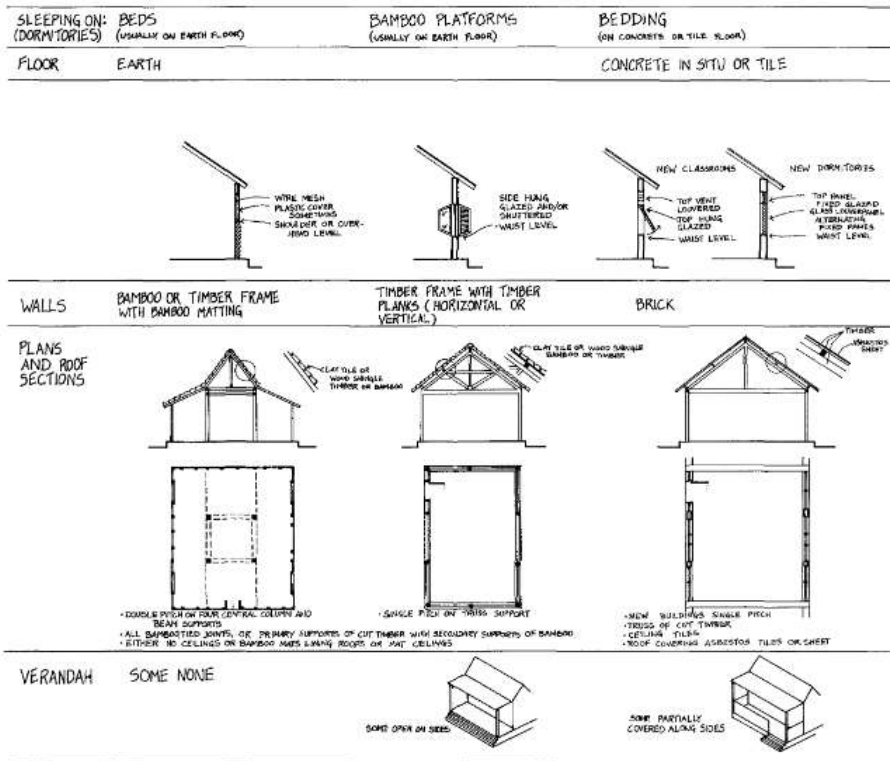 SLEEPING ON: BEDS BAMBOO PLATFORMS BEDDING
(DORMITORIES) (USUALLY ON EARTH FLOOR) (USUALLY ON EARTH FLOOR) (ON CONCRETE OR TILE FLOOR)
FLOOR EARTH CONCRETE IN SITU OR TILE
WIRE MESH
PLASTIC COVER
SOMETIMES
SHOULDER OR OVER-
HEAD LEVEL
SIDE HUNG
GLAZED AND/OR
SHUTTERED
WAIST LEVEL
NEW CLASSROOMS
TOP VENT
LOUVERED
TOP HUNG
GLAZED
WAIST LEVEL
NEW DORMITORIES
TOP PANEL
FIXED GLAZED
GLASS LOUVERPANEL
ALTERNATING
FIXED PANES
WAIST LEVEL
WALLS
BAMBOO OR TIMBER FRAME
WITH BAMBOO MATTING
TIMBER FRAME WITH TIMBER
PLANKS (HORIZONTAL OR
VERTICAL)
BRICK
PLANS
AND ROOF
SECTIONS
CLAY TILE OR
WOOD SHINGLE
TIMBER OR BAMBOO
CLAY TILE OR WOOD SHINGLE
BAMBOO OR TIMBER
TIMBER
ASBESTOS
SHEET
· DOUBLE PITCH ON FOUR CENTRAL COLUMN AND
BEAM SUPPORTS
· ALL BAMBOO TIED JOINTS, OR PRIMARY SUPPORTS OF CUT TIMBER WITH SECONDARY SUPPORTS OF BAMBOO
· EITHER NO CEILINGS OR BAMBOO MATS LINING ROOFS OR MAT CEILINGS
· SINGLE PITCH ON TRUSS SUPPORT
· NEW BUILDINGS SINGLE PITCH
· TRUSS OF CUT TIMBER
· CEILING TILES
· ROOF COVERING ASBESTOS TILES OR SHEET
VERANDAH SOME NONE
SOME OPEN ON SIDES
SOME PARTIALLY
COVERED ALONG SIDES